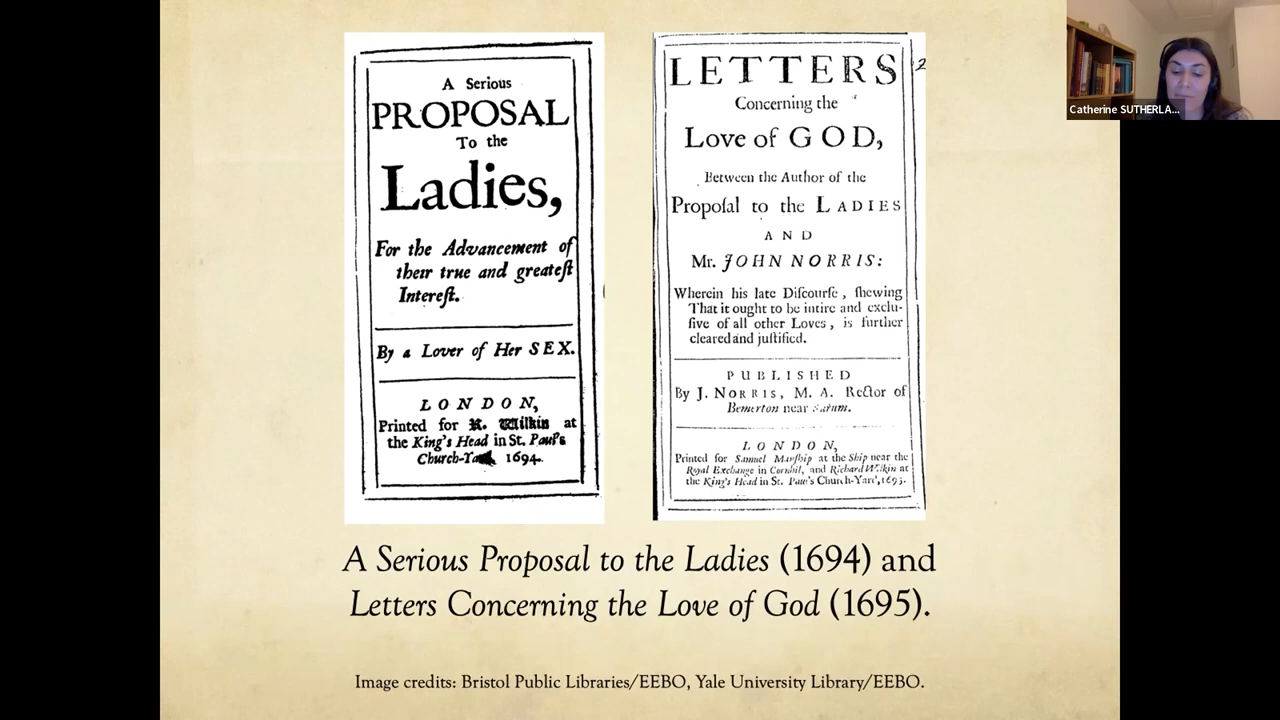 A Serious
PROPOSAL
To the
Ladies,
For the Advancement of
their true and greateſt
Intereſt.
By a Lover of Her SEX.
LONDON,
Printed for R. Wilkin at
the King's Head in St. Paul's
Church-Yard, 1694.
LETTERS
Concerning the
Love of GOD,
Between the Author of the
Propoſal to the LADIES
AND
Mr. JOHN NORRIS:
Wherein his late Diſcourſe, ſhewing
That it ought to be intire and exclu-
ſive of all other Loves, is further
cleared and juſtified.
PUBLISHED
By J. NORRIS, M. A. Rector of
Bemerton near Sarum.
LONDON,
Printed for Samuel Manſhip at the Ship near the
Royal Exchange in Cornhil, and Richard Wilkin at
the King's Head in St. Paul's Church-Yard, 1695.
2
Catherine SUTHERLA...
A Serious Proposal to the Ladies (1694) and
Letters Concerning the Love of God (1695).
Image credits: Bristol Public Libraries/EEBO, Yale University Library/EEBO.